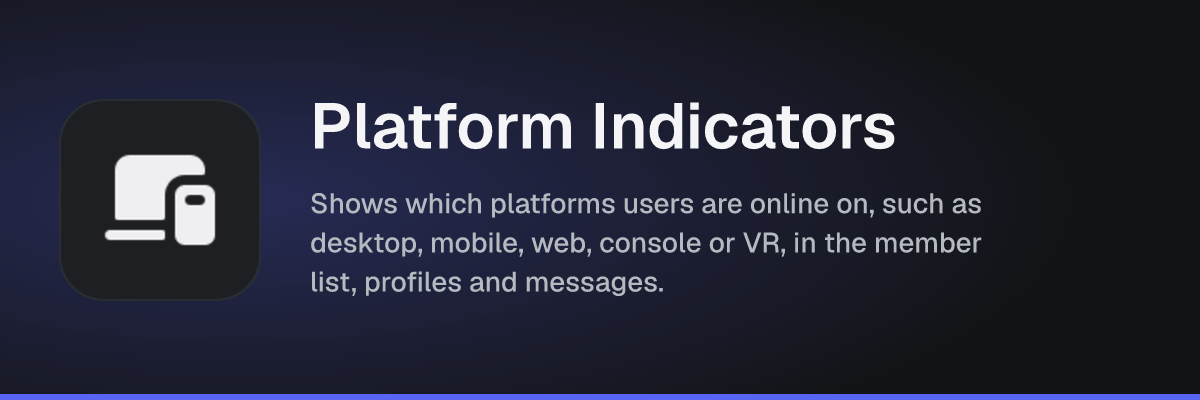 Platform Indicators
Shows which platforms users are online on, such as
desktop, mobile, web, console or VR, in the member
list, profiles and messages.